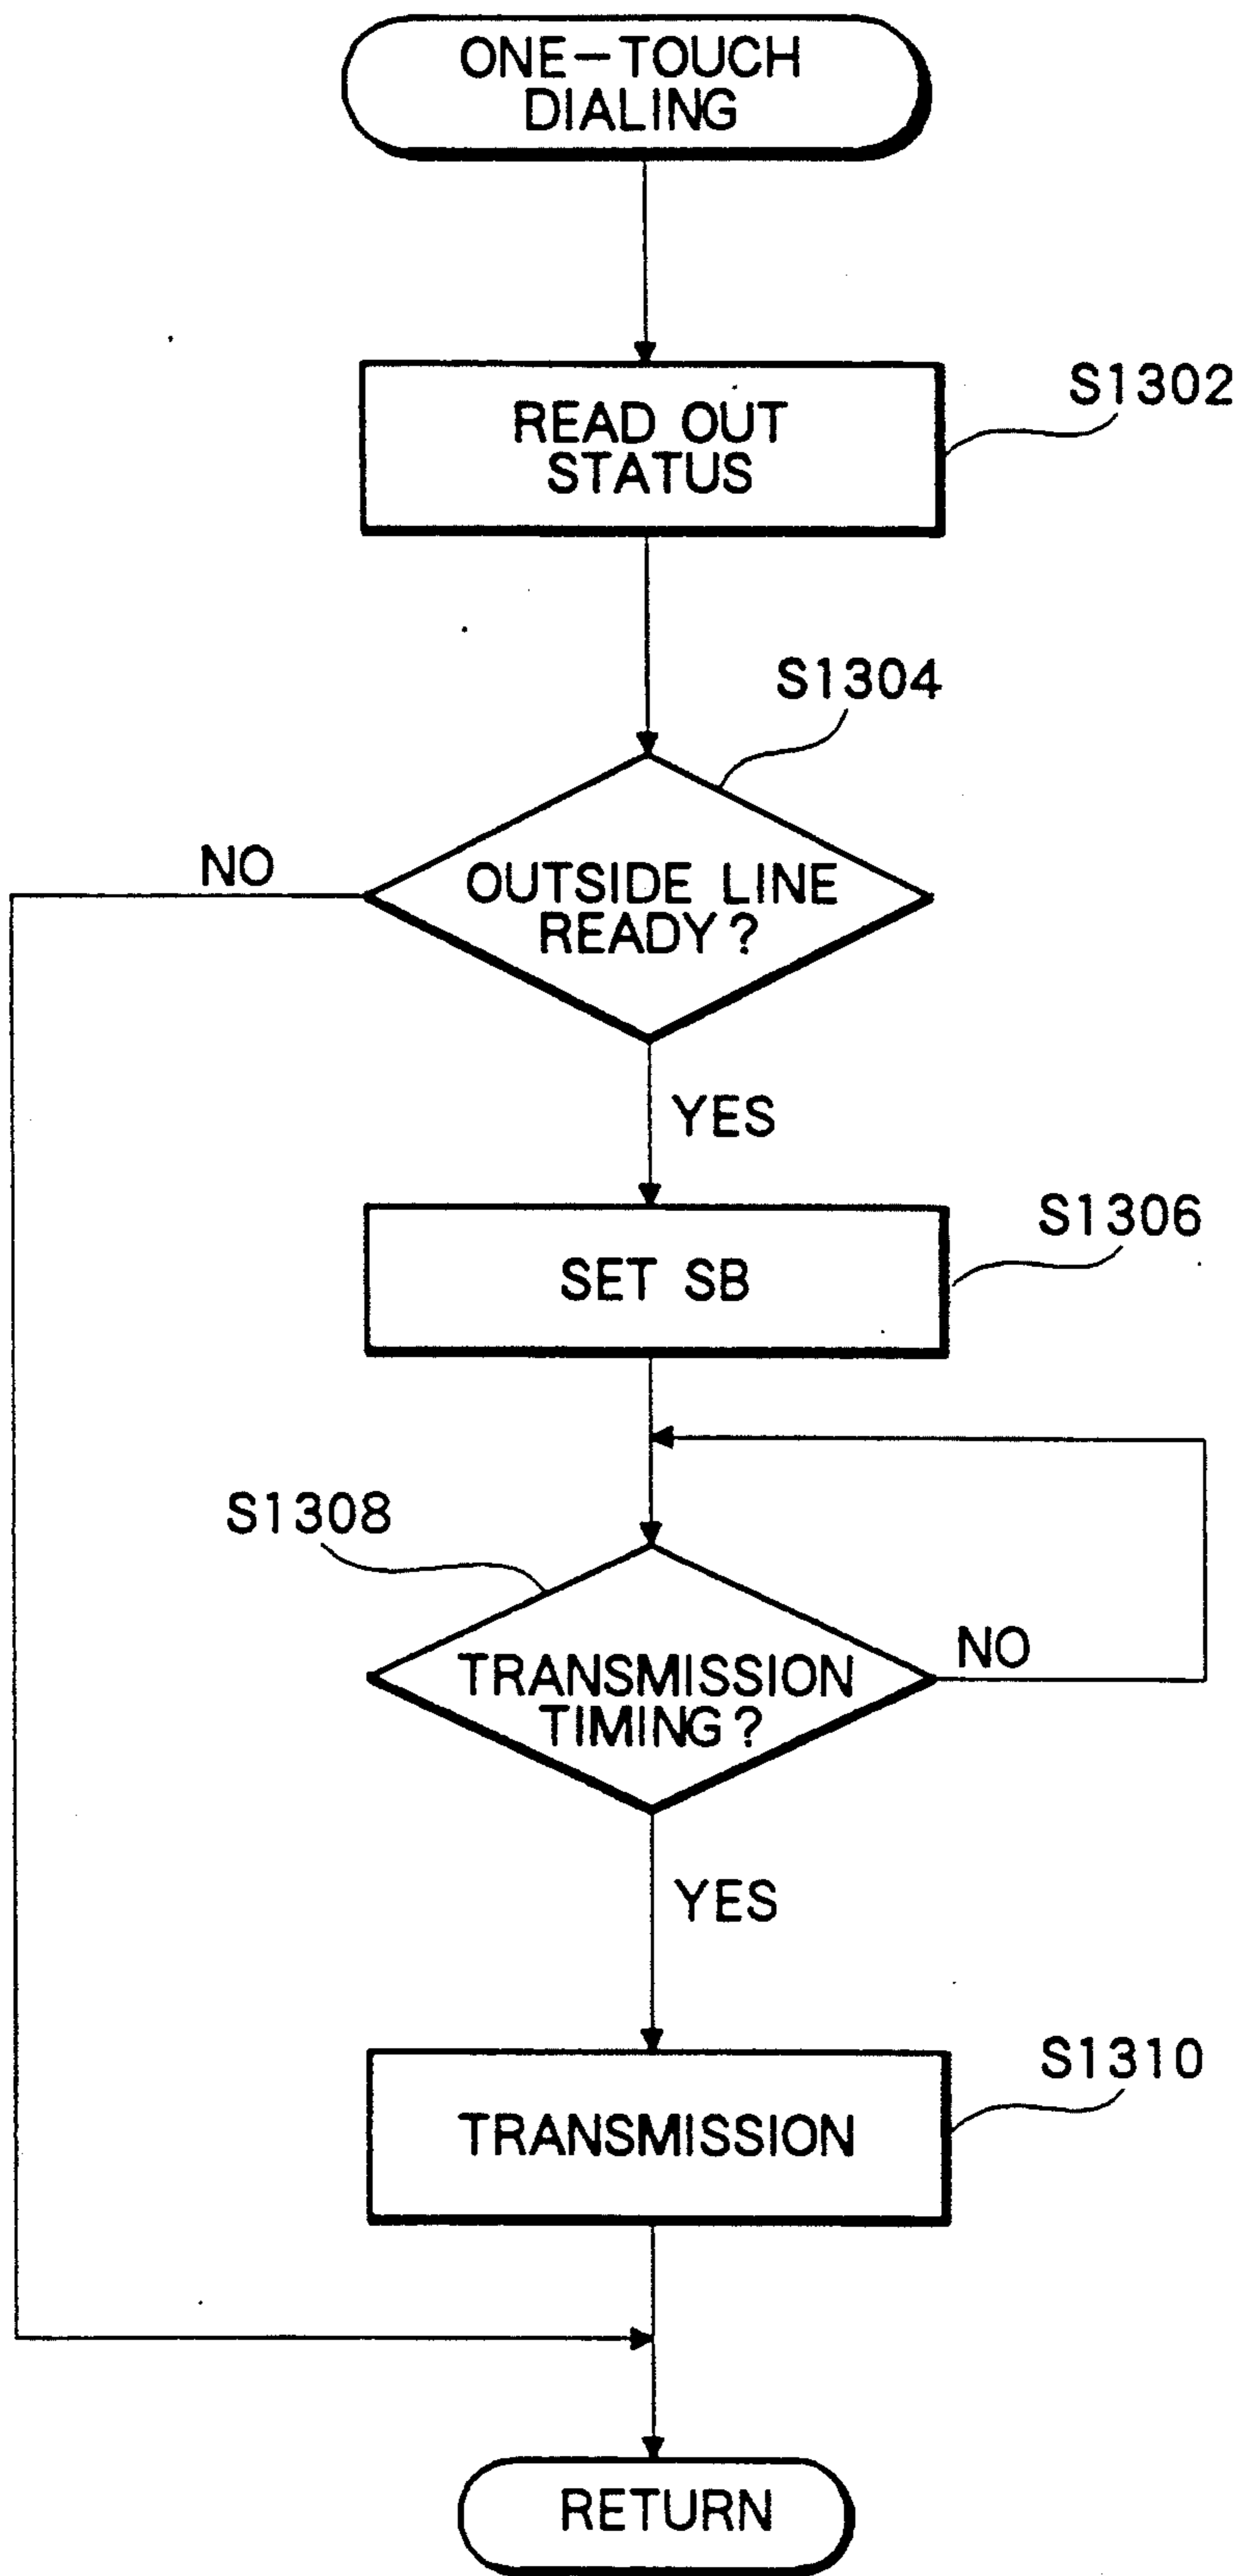 ONE-TOUCH
DIALING
READ OUT
STATUS
S1302
S1304
NO
OUTSIDE LINE
READY?
YES
SET SB
S1306
S1308
TRANSMISSION
TIMING?
NO
YES
TRANSMISSION
S1310
RETURN